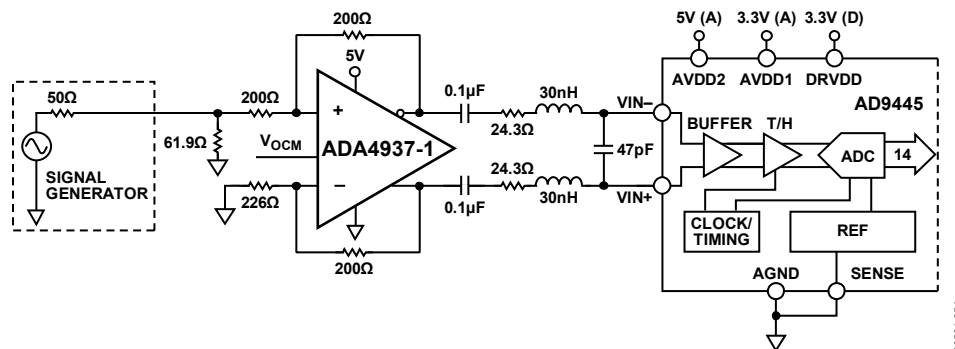 200Ω
5V
50Ω
SIGNAL
GENERATOR
61.9Ω
200Ω
V_OCM
226Ω
+
−
ADA4937-1
200Ω
0.1µF
24.3Ω
30nH
0.1µF
24.3Ω
30nH
47pF
VIN−
VIN+
5V (A)
3.3V (A)
3.3V (D)
AVDD2
AVDD1
DRVDD
AD9445
BUFFER
T/H
ADC
14
CLOCK/
TIMING
REF
AGND
SENSE